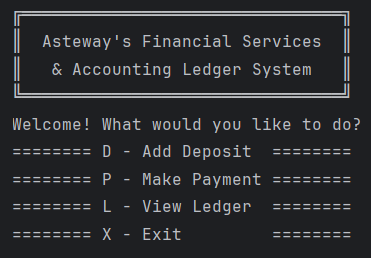 Asteway's Financial Services
& Accounting Ledger System
Welcome! What would you like to do?
======== D - Add Deposit  ========
======== P - Make Payment ========
======== L - View Ledger  ========
======== X - Exit         ========